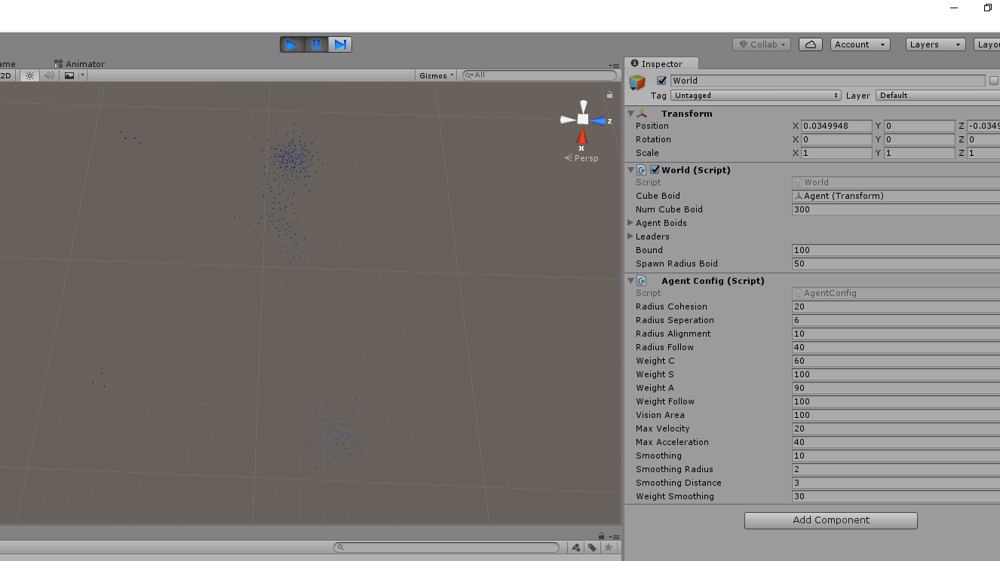 Collab Account Layers Layou
ame Animator
2D Gizmos All
Inspector
World
Tag Untagged Layer Default
z
x
Persp
Transform
Position X 0.0349948 Y 0 Z -0.0349
Rotation X 0 Y 0 Z 0
Scale X 1 Y 1 Z 1
World (Script)
Script World
Cube Boid Agent (Transform)
Num Cube Boid 300
Agent Boids
Leaders
Bound 100
Spawn Radius Boid 50
Agent Config (Script)
Script AgentConfig
Radius Cohesion 20
Radius Seperation 6
Radius Alignment 10
Radius Follow 40
Weight C 60
Weight S 100
Weight A 90
Weight Follow 100
Vision Area 100
Max Velocity 20
Max Acceleration 40
Smoothing 10
Smoothing Radius 2
Smoothing Distance 3
Weight Smoothing 30
Add Component